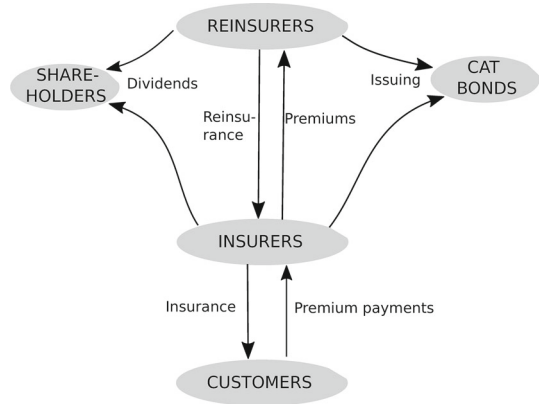 REINSURERS
SHARE-
HOLDERS
Dividends
Issuing
CAT
BONDS
Reinsu-
rance
Premiums
INSURERS
Insurance
Premium payments
CUSTOMERS